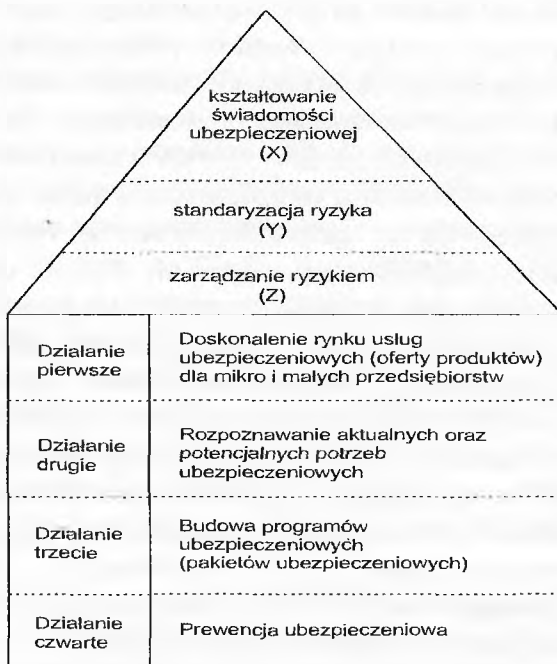 kształtowanie
świadomości
ubezpieczeniowej
(X)
standaryzacja ryzyka
(Y)
zarządzanie ryzykiem
(Z)
Działanie
pierwsze
Doskonalenie rynku usług
ubezpieczeniowych (oferty produktów)
dla mikro i małych przedsiębiorstw
Działanie
drugie
Rozpoznawanie aktualnych oraz
potencjalnych potrzeb
ubezpieczeniowych
Działanie
trzecie
Budowa programów
ubezpieczeniowych
(pakietów ubezpieczeniowych)
Działanie
czwarte
Prewencja ubezpieczeniowa